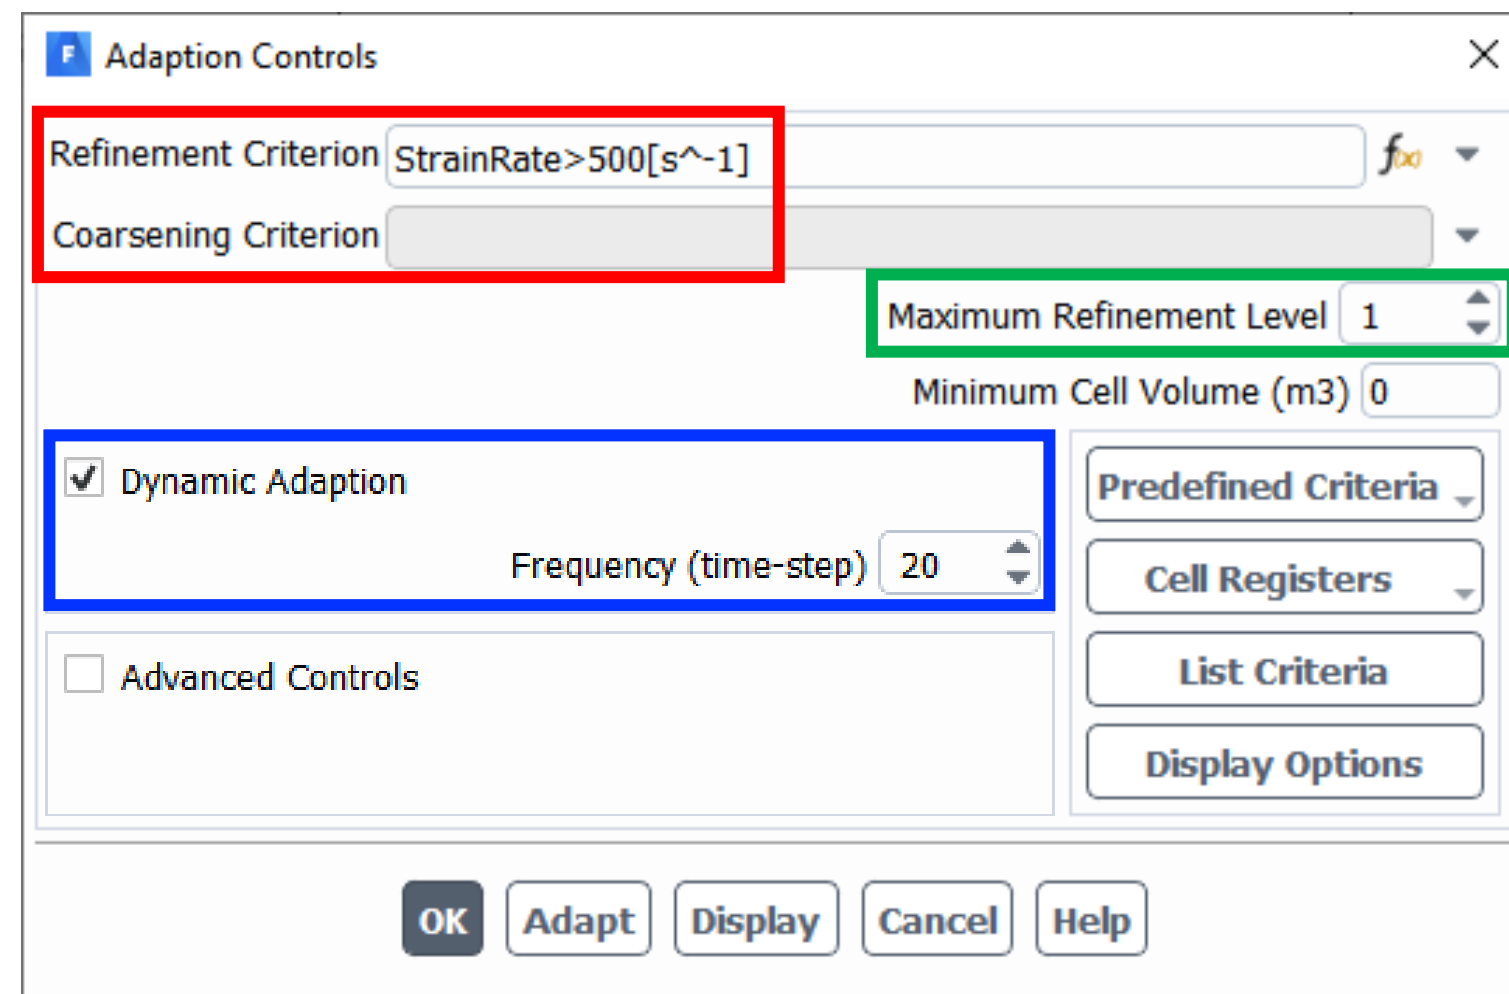 F Adaption Controls
Refinement Criterion StrainRate>500[s^-1] f(x)
Coarsening Criterion
Maximum Refinement Level 1
Minimum Cell Volume (m3) 0
Dynamic Adaption
Frequency (time-step) 20
Advanced Controls
Predefined Criteria
Cell Registers
List Criteria
Display Options
OK Adapt Display Cancel Help